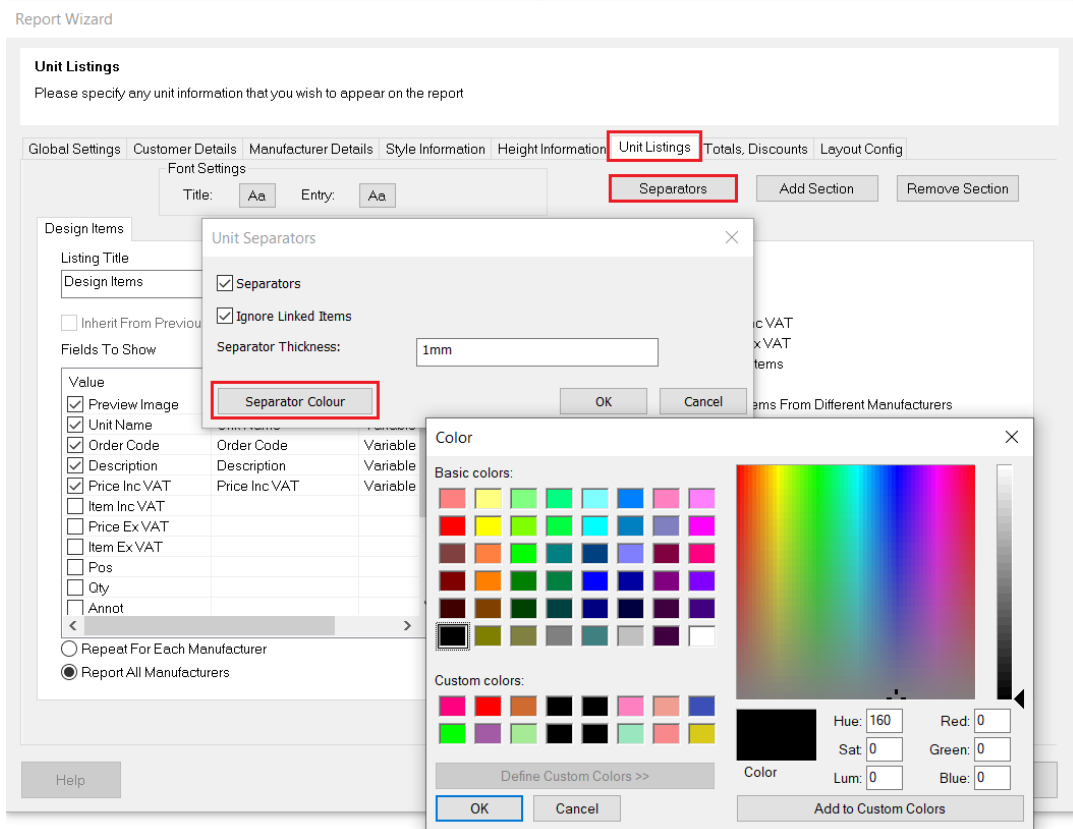 Report Wizard
Unit Listings
Please specify any unit information that you wish to appear on the report
Global Settings Customer Details Manufacturer Details Style Information Height Information Unit Listings Totals, Discounts Layout Config
Font Settings
Title: Aa Entry: Aa
Separators Add Section Remove Section
Design Items
Listing Title
Design Items
Inherit From Previou
Fields To Show
Value
Preview Image
Unit Name
Order Code Order Code Variable
Description Description Variable
Price Inc VAT Price Inc VAT Variable
Item Inc VAT
Price Ex VAT
Item Ex VAT
Pos
Qty
Annot
Repeat For Each Manufacturer
Report All Manufacturers
Help
Unit Separators
Separators
Ignore Linked Items
Separator Thickness: 1mm
Separator Colour OK Cancel
c VAT
x VAT
tems
ems From Different Manufacturers
Color
Basic colors:
Custom colors:
Define Custom Colors >>
OK Cancel
Color
Hue: 160 Red: 0
Sat: 0 Green: 0
Lum: 0 Blue: 0
Add to Custom Colors